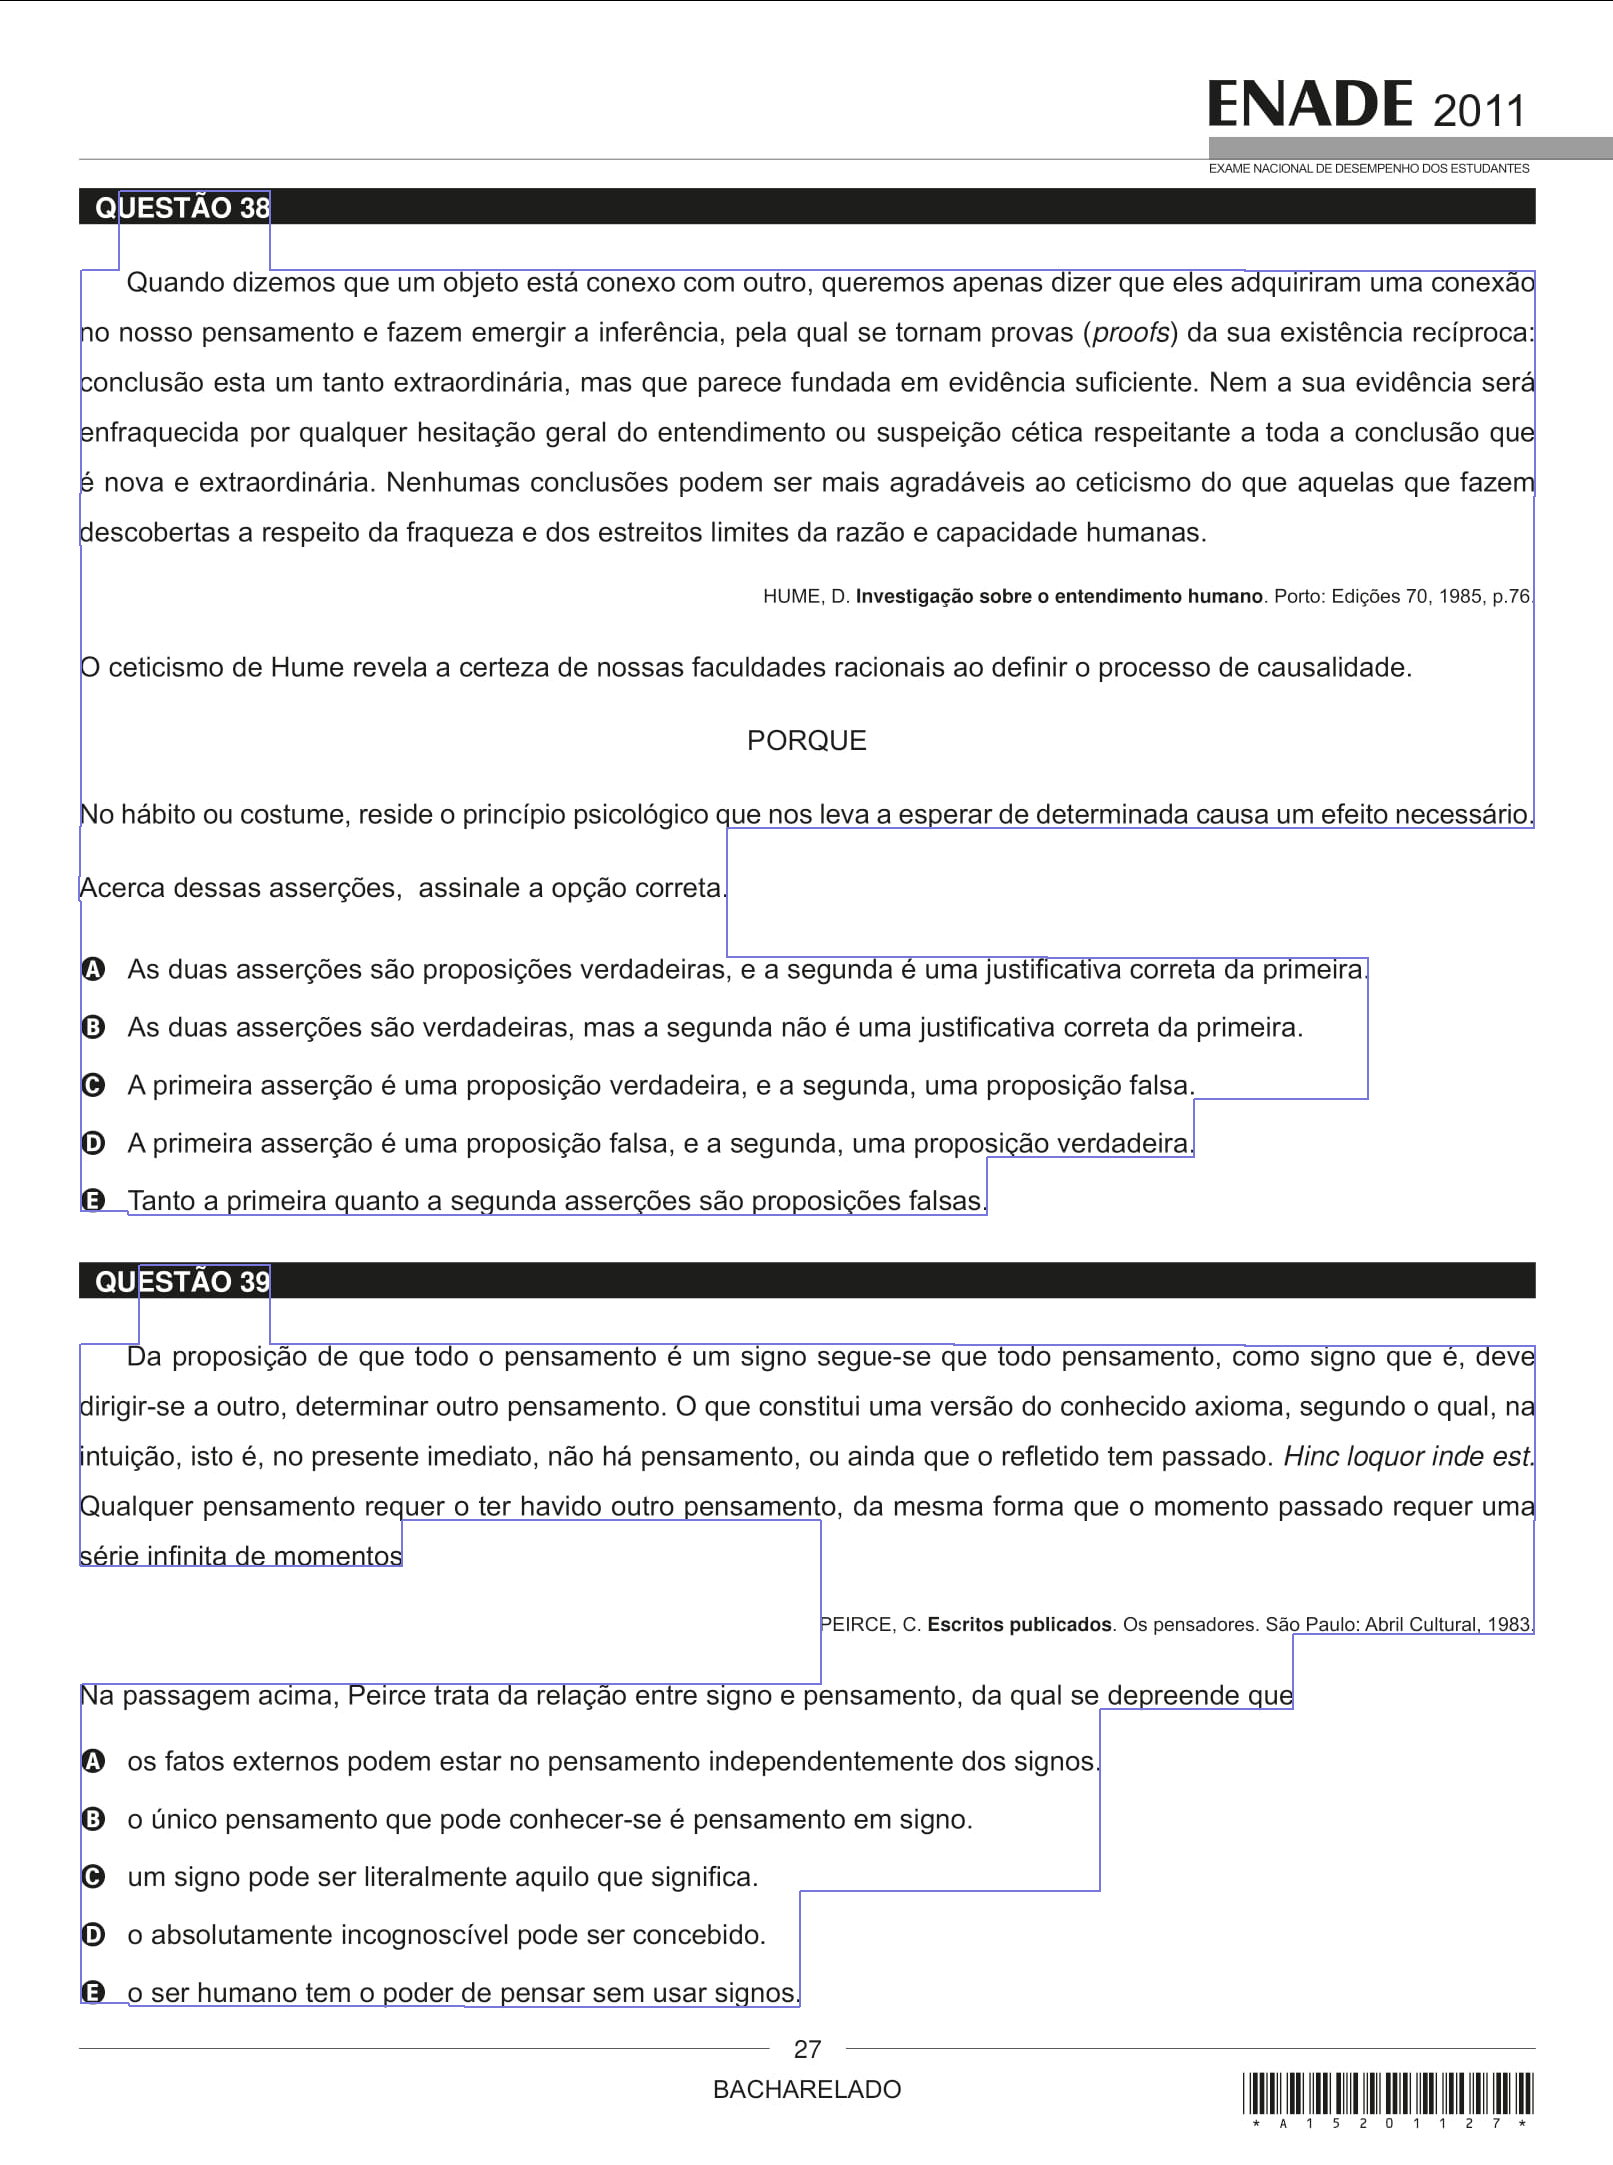 ENADE 2011
EXAME NACIONAL DE DESEMPENHO DOS ESTUDANTES
QUESTÃO 38
Quando dizemos que um objeto está conexo com outro, queremos apenas dizer que eles adquiriram uma conexão
no nosso pensamento e fazem emergir a inferência, pela qual se tornam provas (proofs) da sua existência recíproca:
conclusão esta um tanto extraordinária, mas que parece fundada em evidência suficiente. Nem a sua evidência será
enfraquecida por qualquer hesitação geral do entendimento ou suspeição cética respeitante a toda a conclusão que
é nova e extraordinária. Nenhumas conclusões podem ser mais agradáveis ao ceticismo do que aquelas que fazem
descobertas a respeito da fraqueza e dos estreitos limites da razão e capacidade humanas.
HUME, D. Investigação sobre o entendimento humano. Porto: Edições 70, 1985, p.76.
O ceticismo de Hume revela a certeza de nossas faculdades racionais ao definir o processo de causalidade.
PORQUE
No hábito ou costume, reside o princípio psicológico que nos leva a esperar de determinada causa um efeito necessário.
Acerca dessas asserções, assinale a opção correta.
A As duas asserções são proposições verdadeiras, e a segunda é uma justificativa correta da primeira.
B As duas asserções são verdadeiras, mas a segunda não é uma justificativa correta da primeira.
C A primeira asserção é uma proposição verdadeira, e a segunda, uma proposição falsa.
D A primeira asserção é uma proposição falsa, e a segunda, uma proposição verdadeira.
E Tanto a primeira quanto a segunda asserções são proposições falsas.
QUESTÃO 39
Da proposição de que todo o pensamento é um signo segue-se que todo pensamento, como signo que é, deve
dirigir-se a outro, determinar outro pensamento. O que constitui uma versão do conhecido axioma, segundo o qual, na
intuição, isto é, no presente imediato, não há pensamento, ou ainda que o refletido tem passado. Hinc loquor inde est.
Qualquer pensamento requer o ter havido outro pensamento, da mesma forma que o momento passado requer uma
série infinita de momentos
PEIRCE, C. Escritos publicados. Os pensadores. São Paulo: Abril Cultural, 1983.
Na passagem acima, Peirce trata da relação entre signo e pensamento, da qual se depreende que
A os fatos externos podem estar no pensamento independentemente dos signos.
B o único pensamento que pode conhecer-se é pensamento em signo.
C um signo pode ser literalmente aquilo que significa.
D o absolutamente incognoscível pode ser concebido.
E o ser humano tem o poder de pensar sem usar signos.
27
BACHARELADO
* A 1 5 2 0 1 1 2 7 *